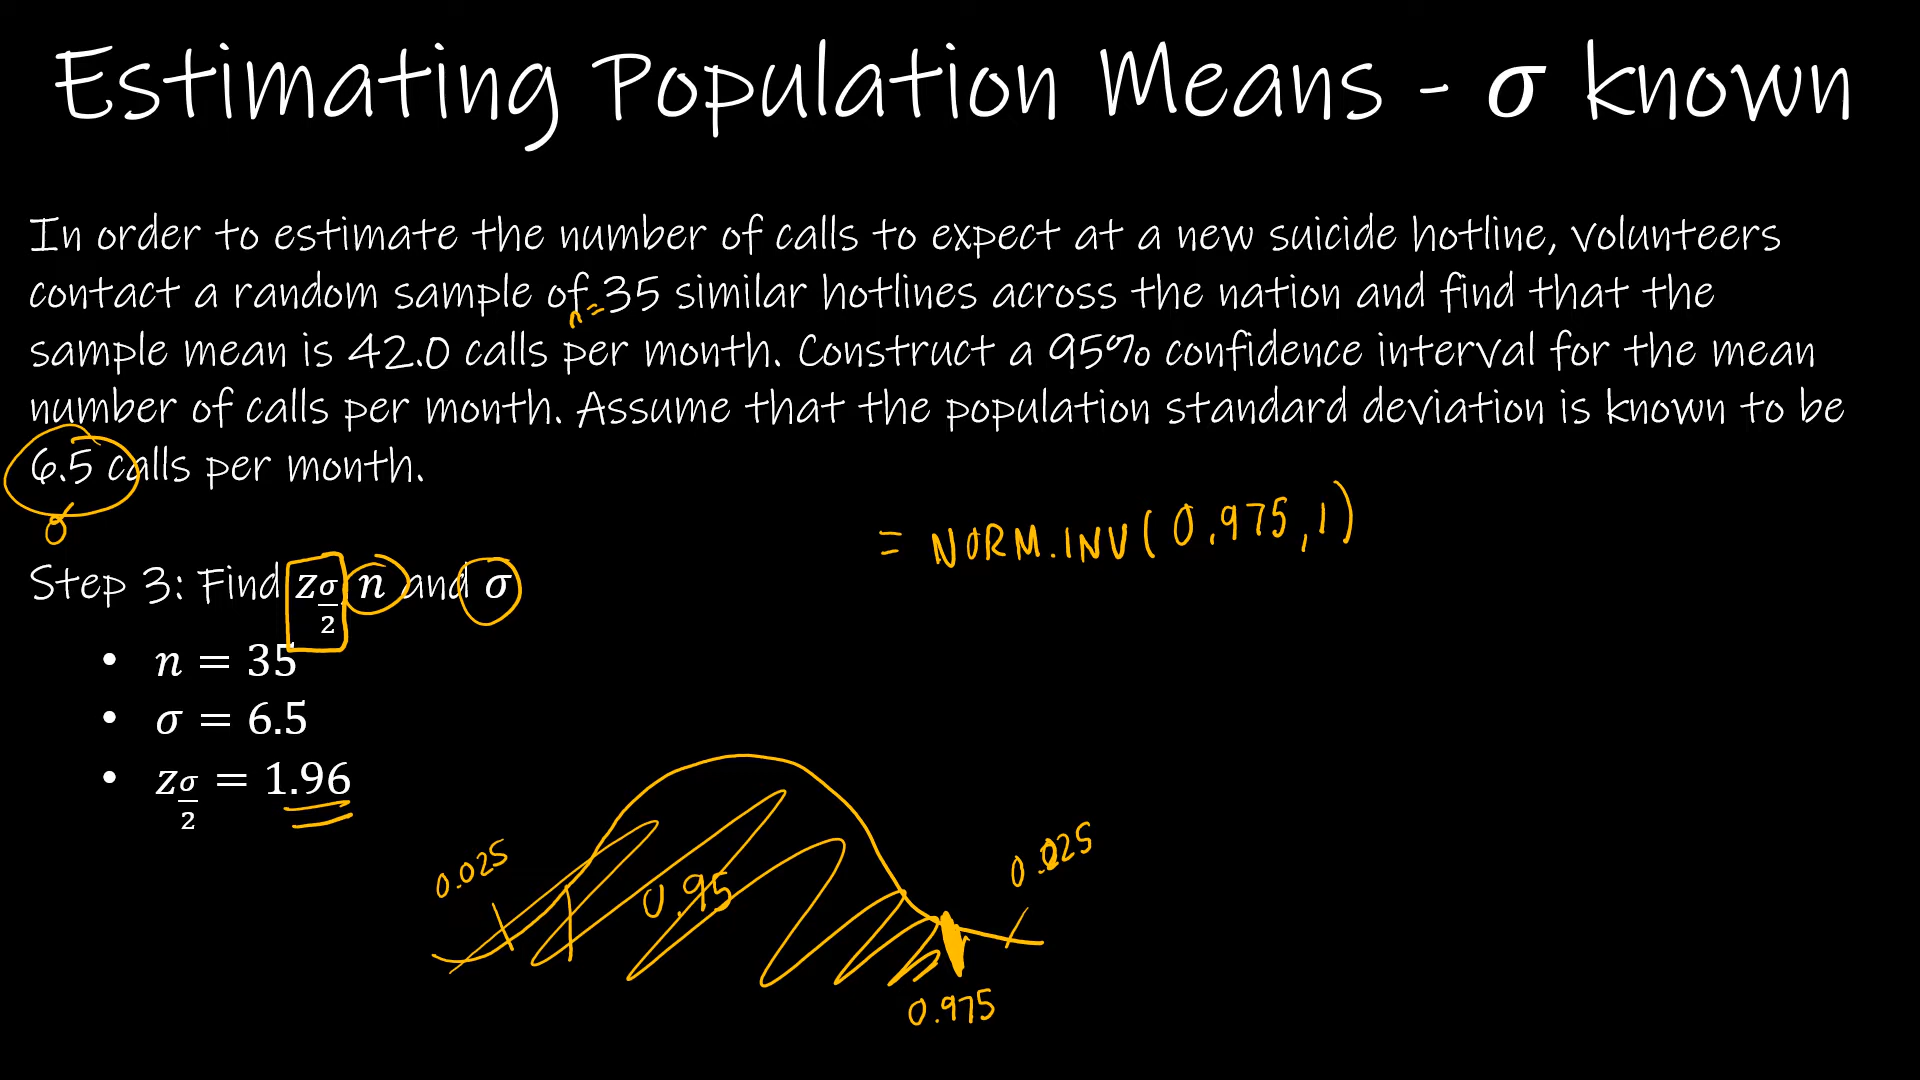 Estimating Population Means - σ known
In order to estimate the number of calls to expect at a new suicide hotline, volunteers
contact a random sample of 35 similar hotlines across the nation and find that the
n=
sample mean is 42.0 calls per month. Construct a 95% confidence interval for the mean
number of calls per month. Assume that the population standard deviation is known to be
6.5 calls per month.
σ
= NORM.INV(0.975,1)
Step 3: Find z_{σ/2} n and σ
• n = 35
• σ = 6.5
• z_{σ/2} = 1.96
0.025
0.95
0.025
0.975